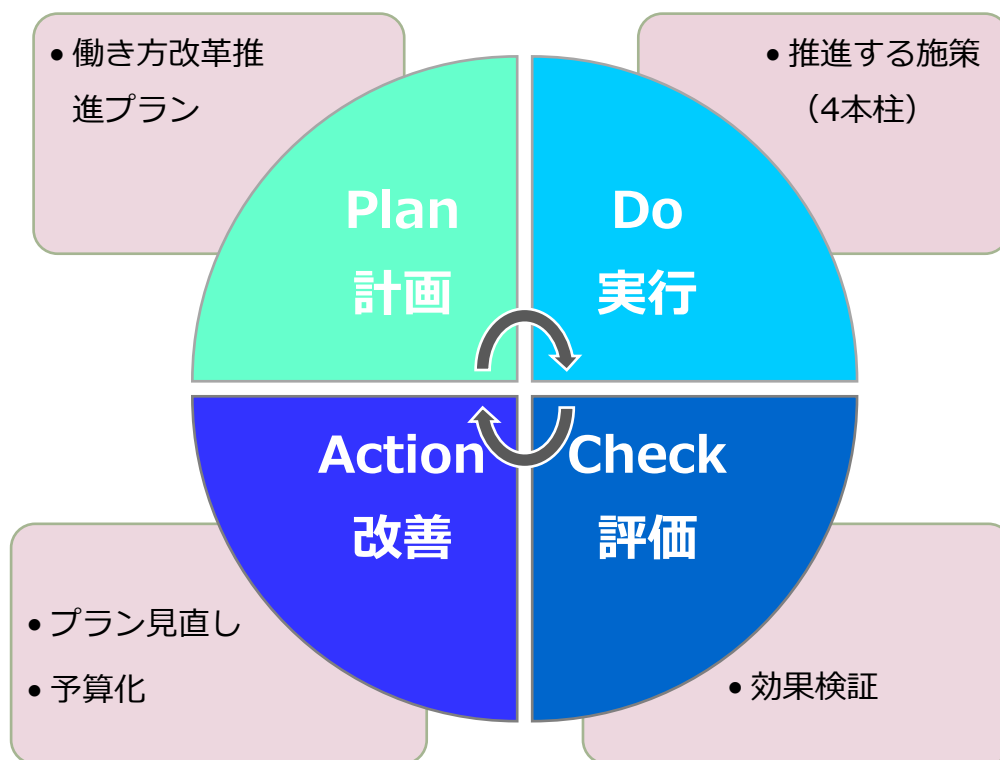 • 働き方改革推
進プラン
• 推進する施策
（4本柱）
Plan
計画
Do
実行
Action
改善
Check
評価
• プラン見直し
• 予算化
• 効果検証